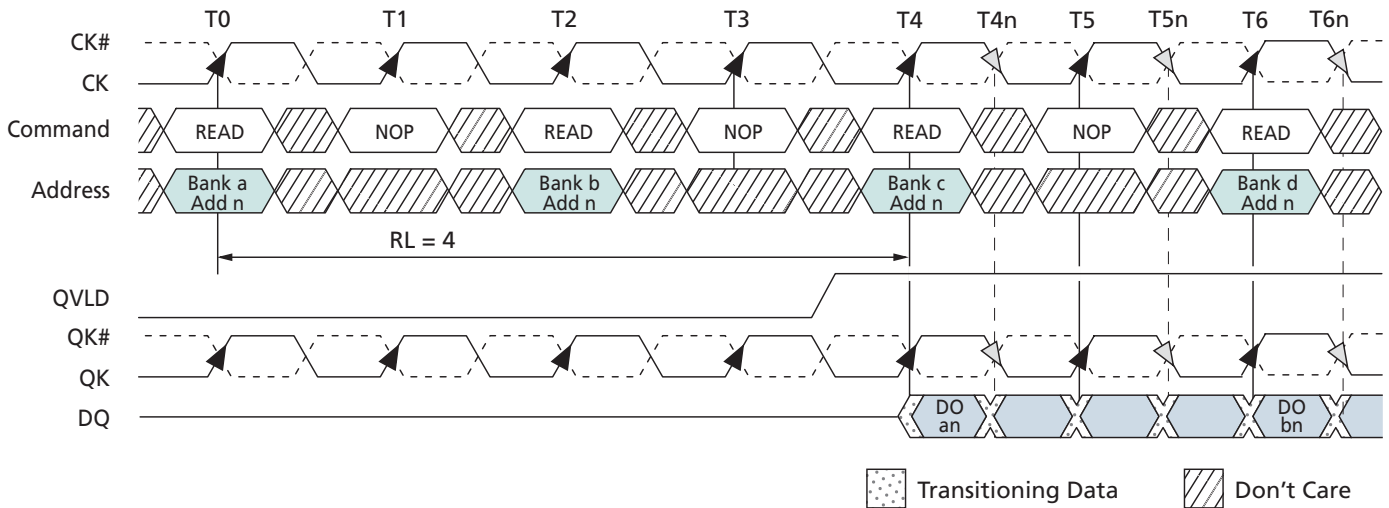 T0 T1 T2 T3 T4 T4n T5 T5n T6 T6n
CK#
CK
Command READ NOP READ NOP READ NOP READ
Address Bank a Add n Bank b Add n Bank c Add n Bank d Add n
RL = 4
QVLD
QK#
QK
DQ DO an DO bn
Transitioning Data Don't Care